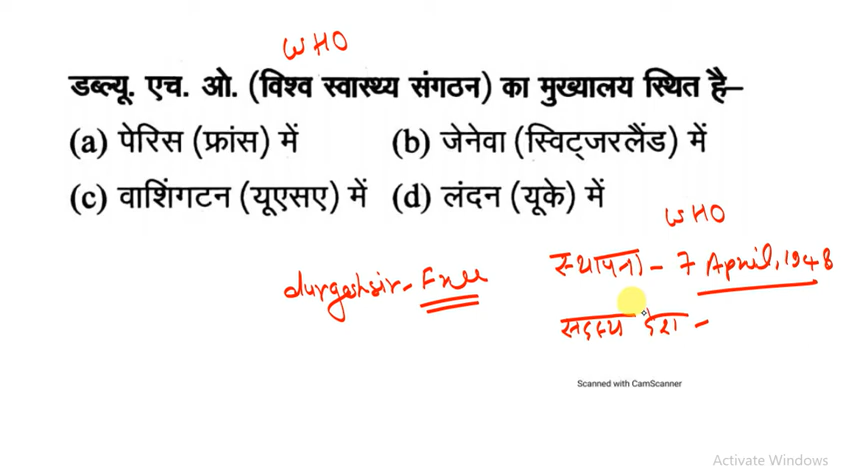 WHO
डब्ल्यू. एच. ओ. (विश्व स्वास्थ्य संगठन) का मुख्यालय स्थित है–
(a) पेरिस (फ्रांस) में (b) जेनेवा (स्विट्जरलैंड) में
(c) वाशिंगटन (यूएसए) में (d) लंदन (यूके) में
WHO
स्थापना - 7 April, 1948
durgeshsir - Free
सदस्य देश -
Scanned with CamScanner
Activate Windows